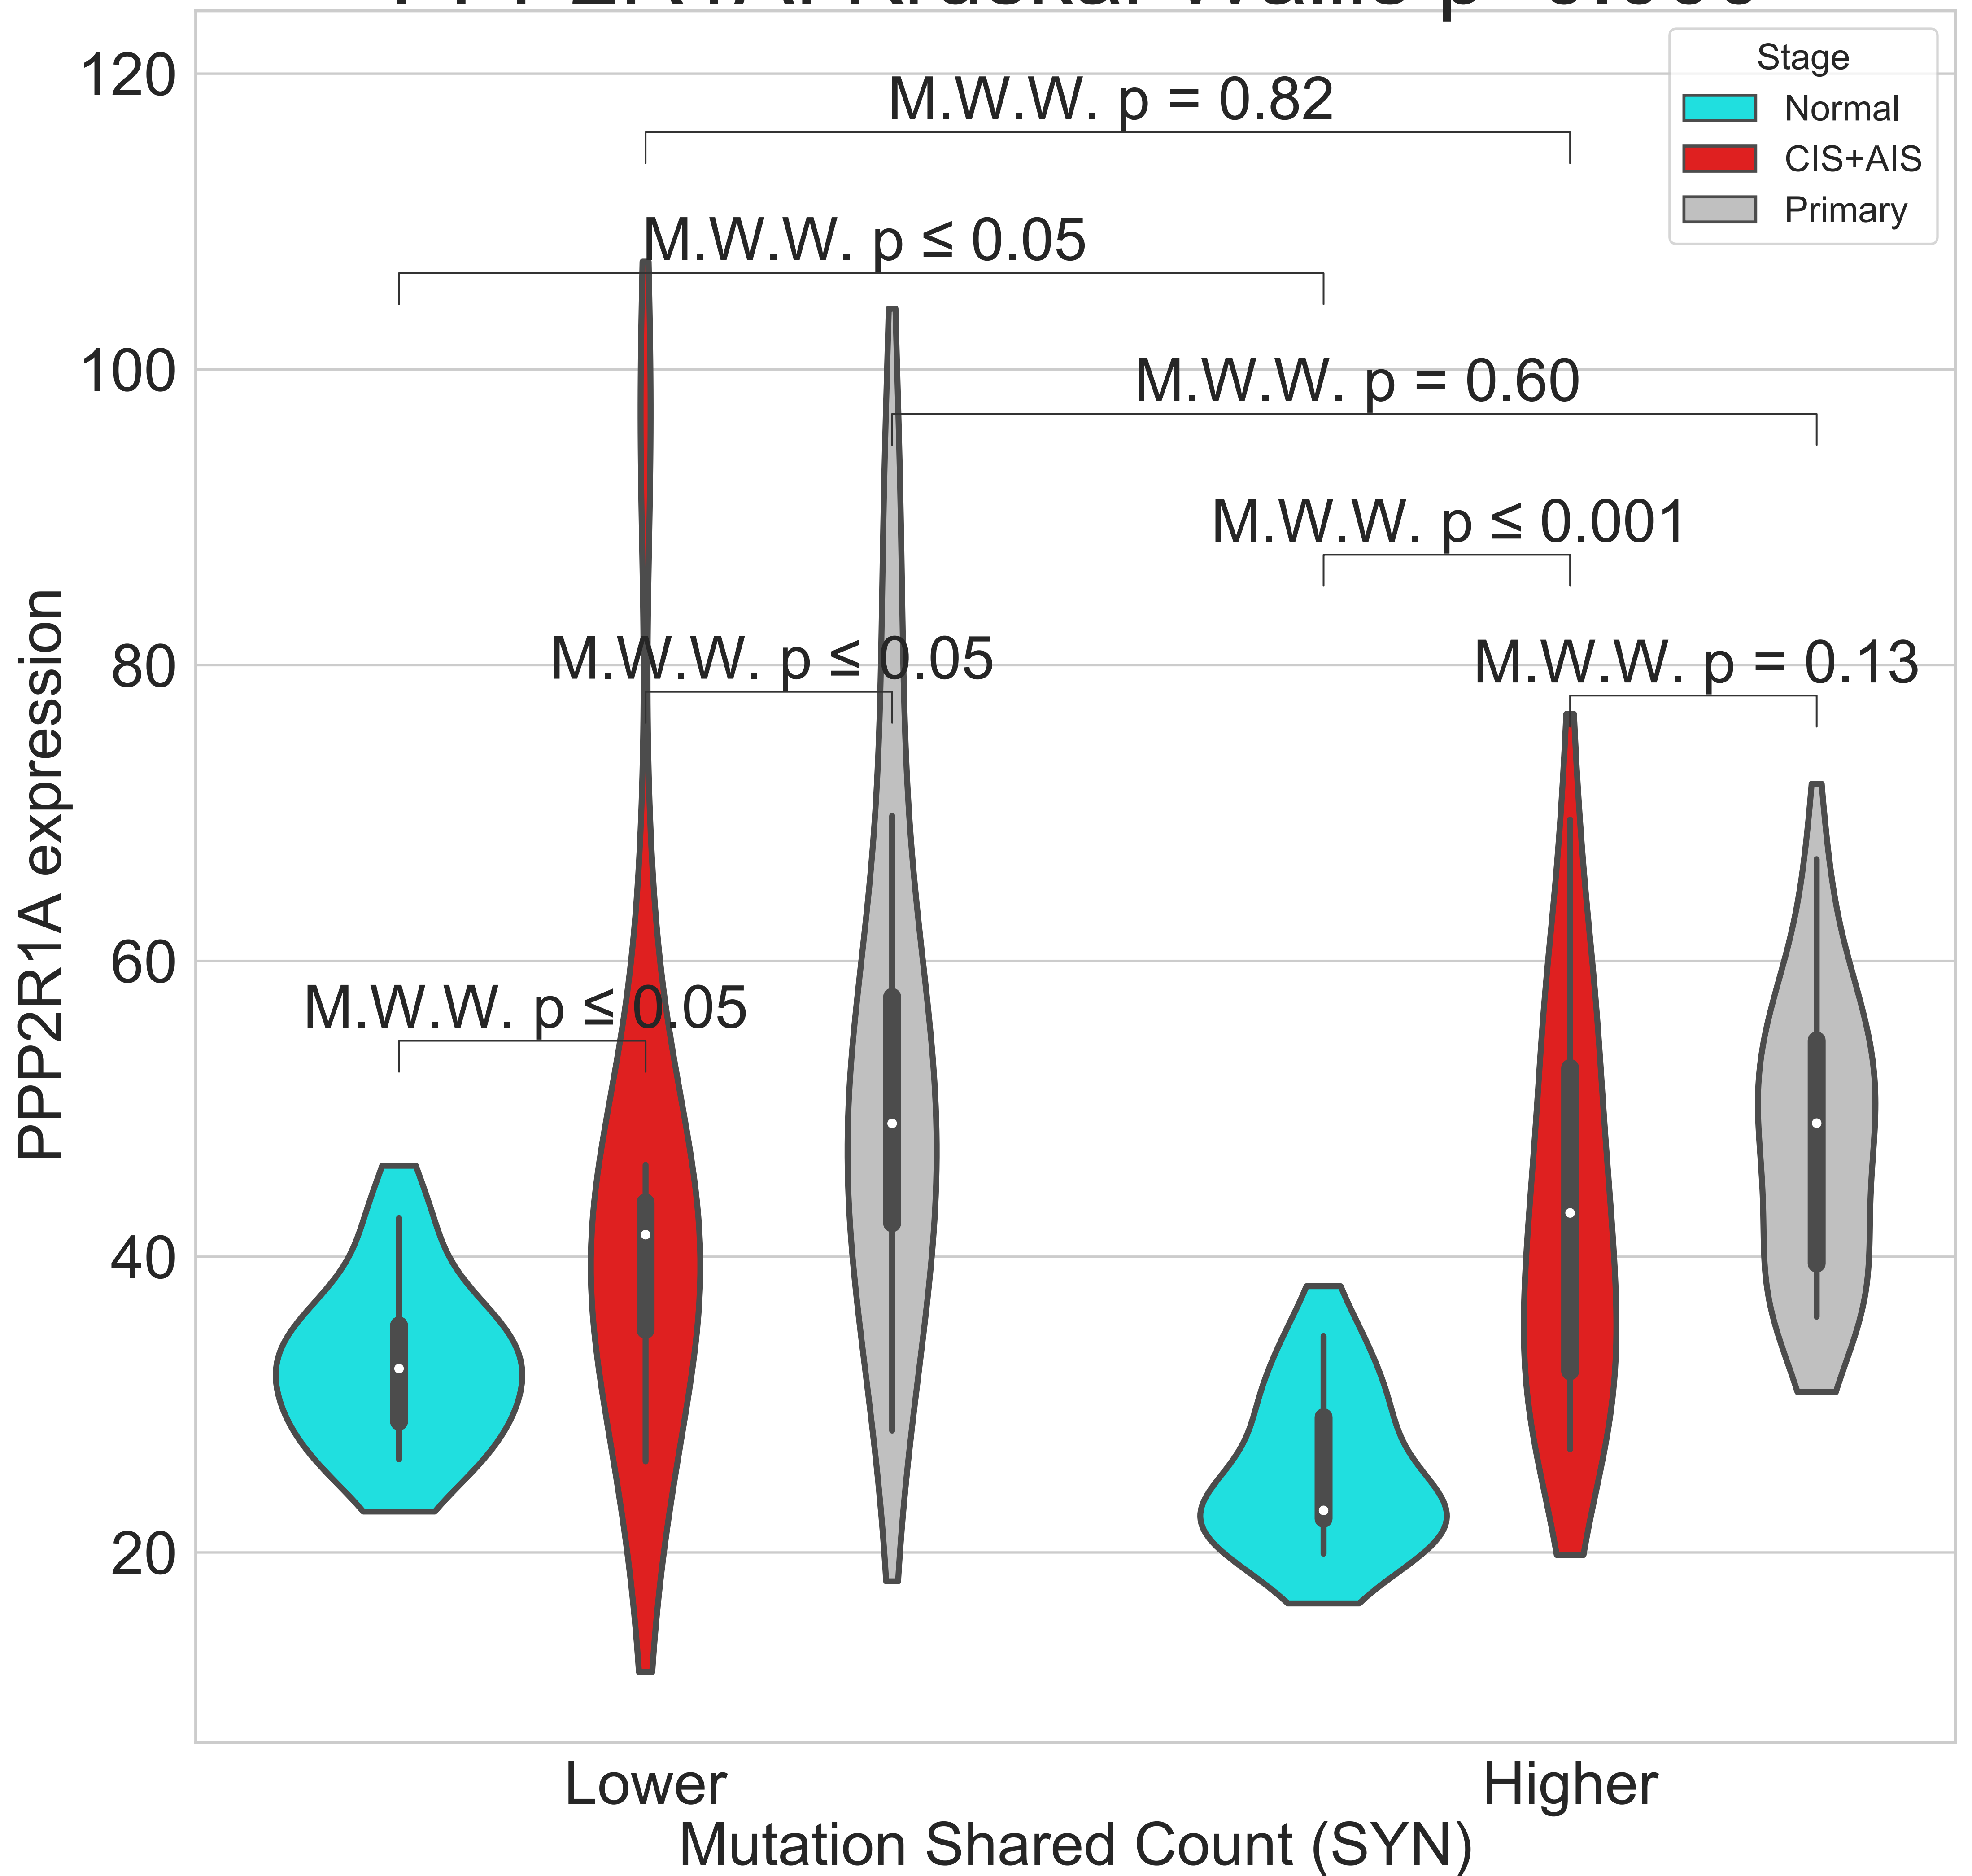 120
100
80
60
40
20
PPP2R1A expression
Stage
Normal
CIS+AIS
Primary
M.W.W. p = 0.82
M.W.W. p ≤ 0.05
M.W.W. p = 0.60
M.W.W. p ≤ 0.001
M.W.W. p ≤ 0.05
M.W.W. p = 0.13
M.W.W. p ≤ 0.05
Lower
Higher
Mutation Shared Count (SYN)